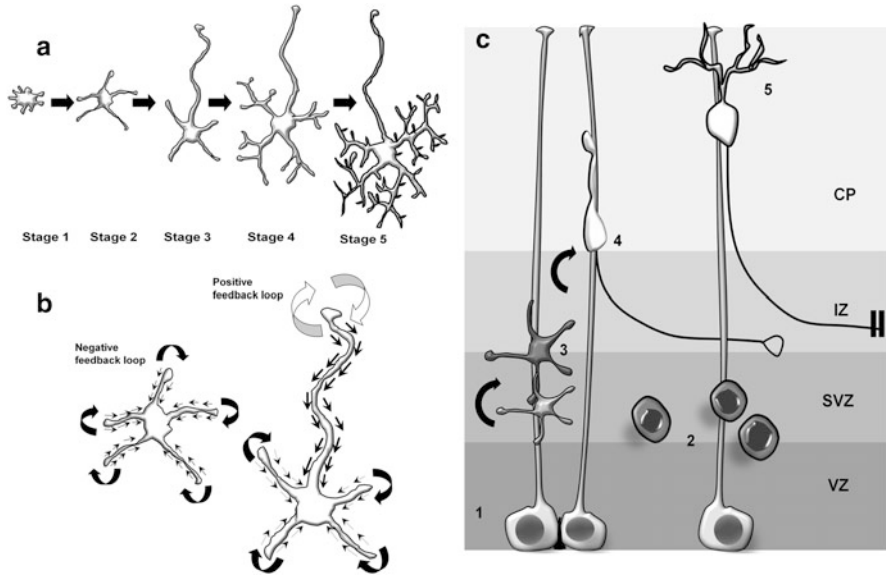 a
Stage 1 Stage 2 Stage 3 Stage 4 Stage 5
b
Positive
feedback loop
Negative
feedback loop
c
5
CP
4
IZ
3
SVZ
2
VZ
1